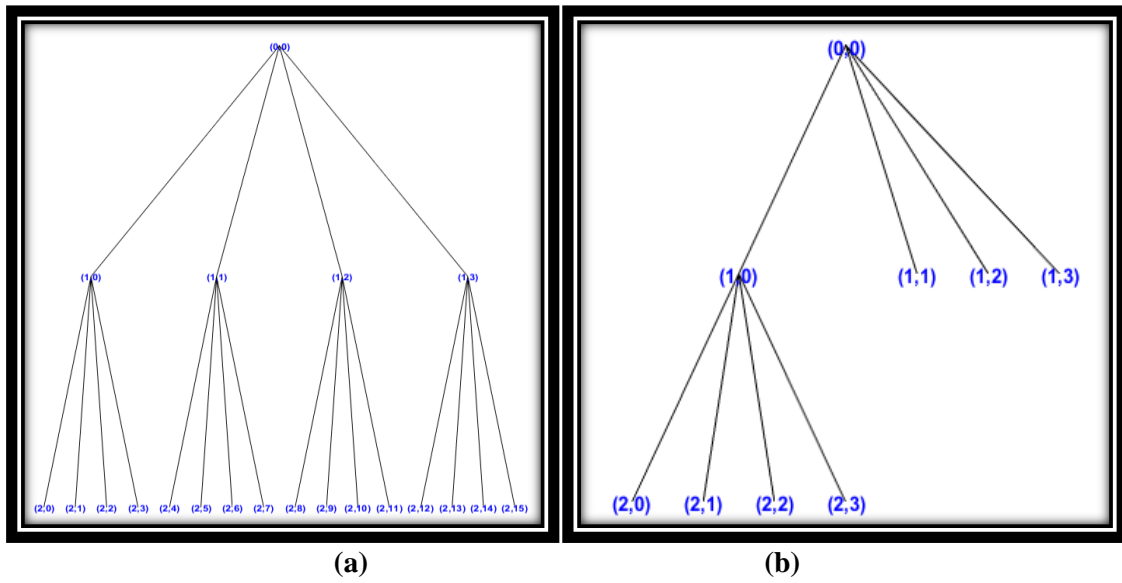 (0,0)
(1,0) (1,1) (1,2) (1,3)
(2,0) (2,1) (2,2) (2,3) (2,4) (2,5) (2,6) (2,7) (2,8) (2,9) (2,10) (2,11) (2,12) (2,13) (2,14) (2,15)
(a)
(0,0)
(1,0) (1,1) (1,2) (1,3)
(2,0) (2,1) (2,2) (2,3)
(b)